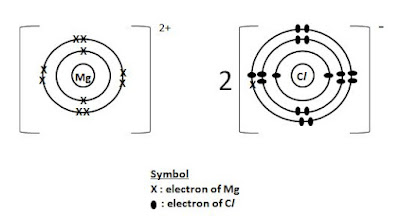 2+
-
Mg
2
Cl
Symbol
X : electron of Mg
: electron of Cl